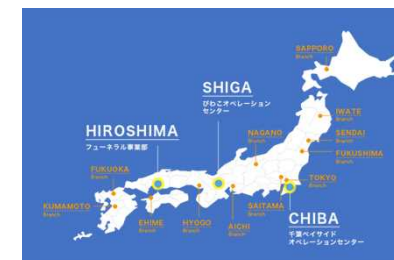 SAPPORO
Branch
SHIGA
びわこオペレーション
センター
IWATE
Branch
HIROSHIMA
フューネラル事業部
NAGANO
Branch
SENDAI
Branch
FUKUSHIMA
Branch
FUKUOKA
Branch
TOKYO
Branch
KUMAMOTO
Branch
EHIME
Branch
HYOGO
Branch
AICHI
Branch
SAITAMA
Branch
CHIBA
千葉ベイサイド
オペレーションセンター